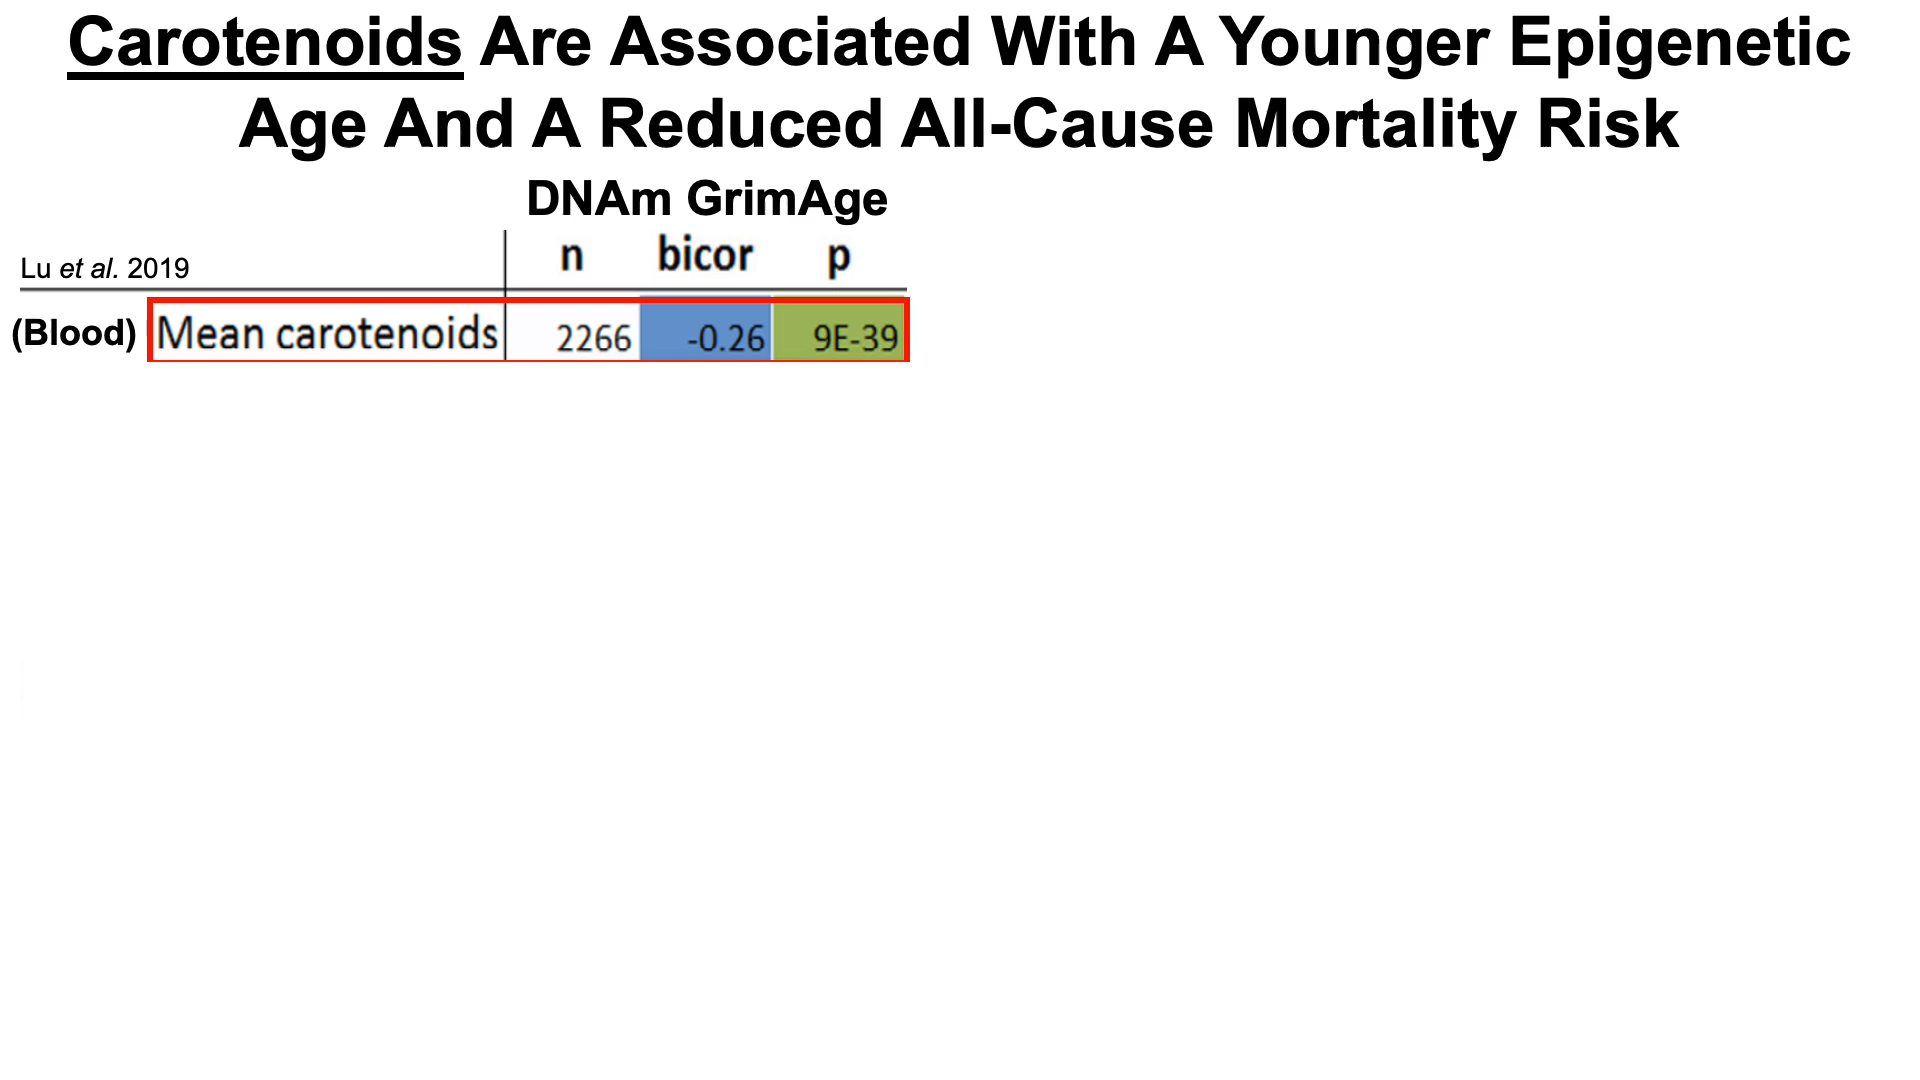 Carotenoids Are Associated With A Younger Epigenetic
Age And A Reduced All-Cause Mortality Risk
DNAm GrimAge
Lu et al. 2019 n bicor p
(Blood) Mean carotenoids 2266 -0.26 9E-39